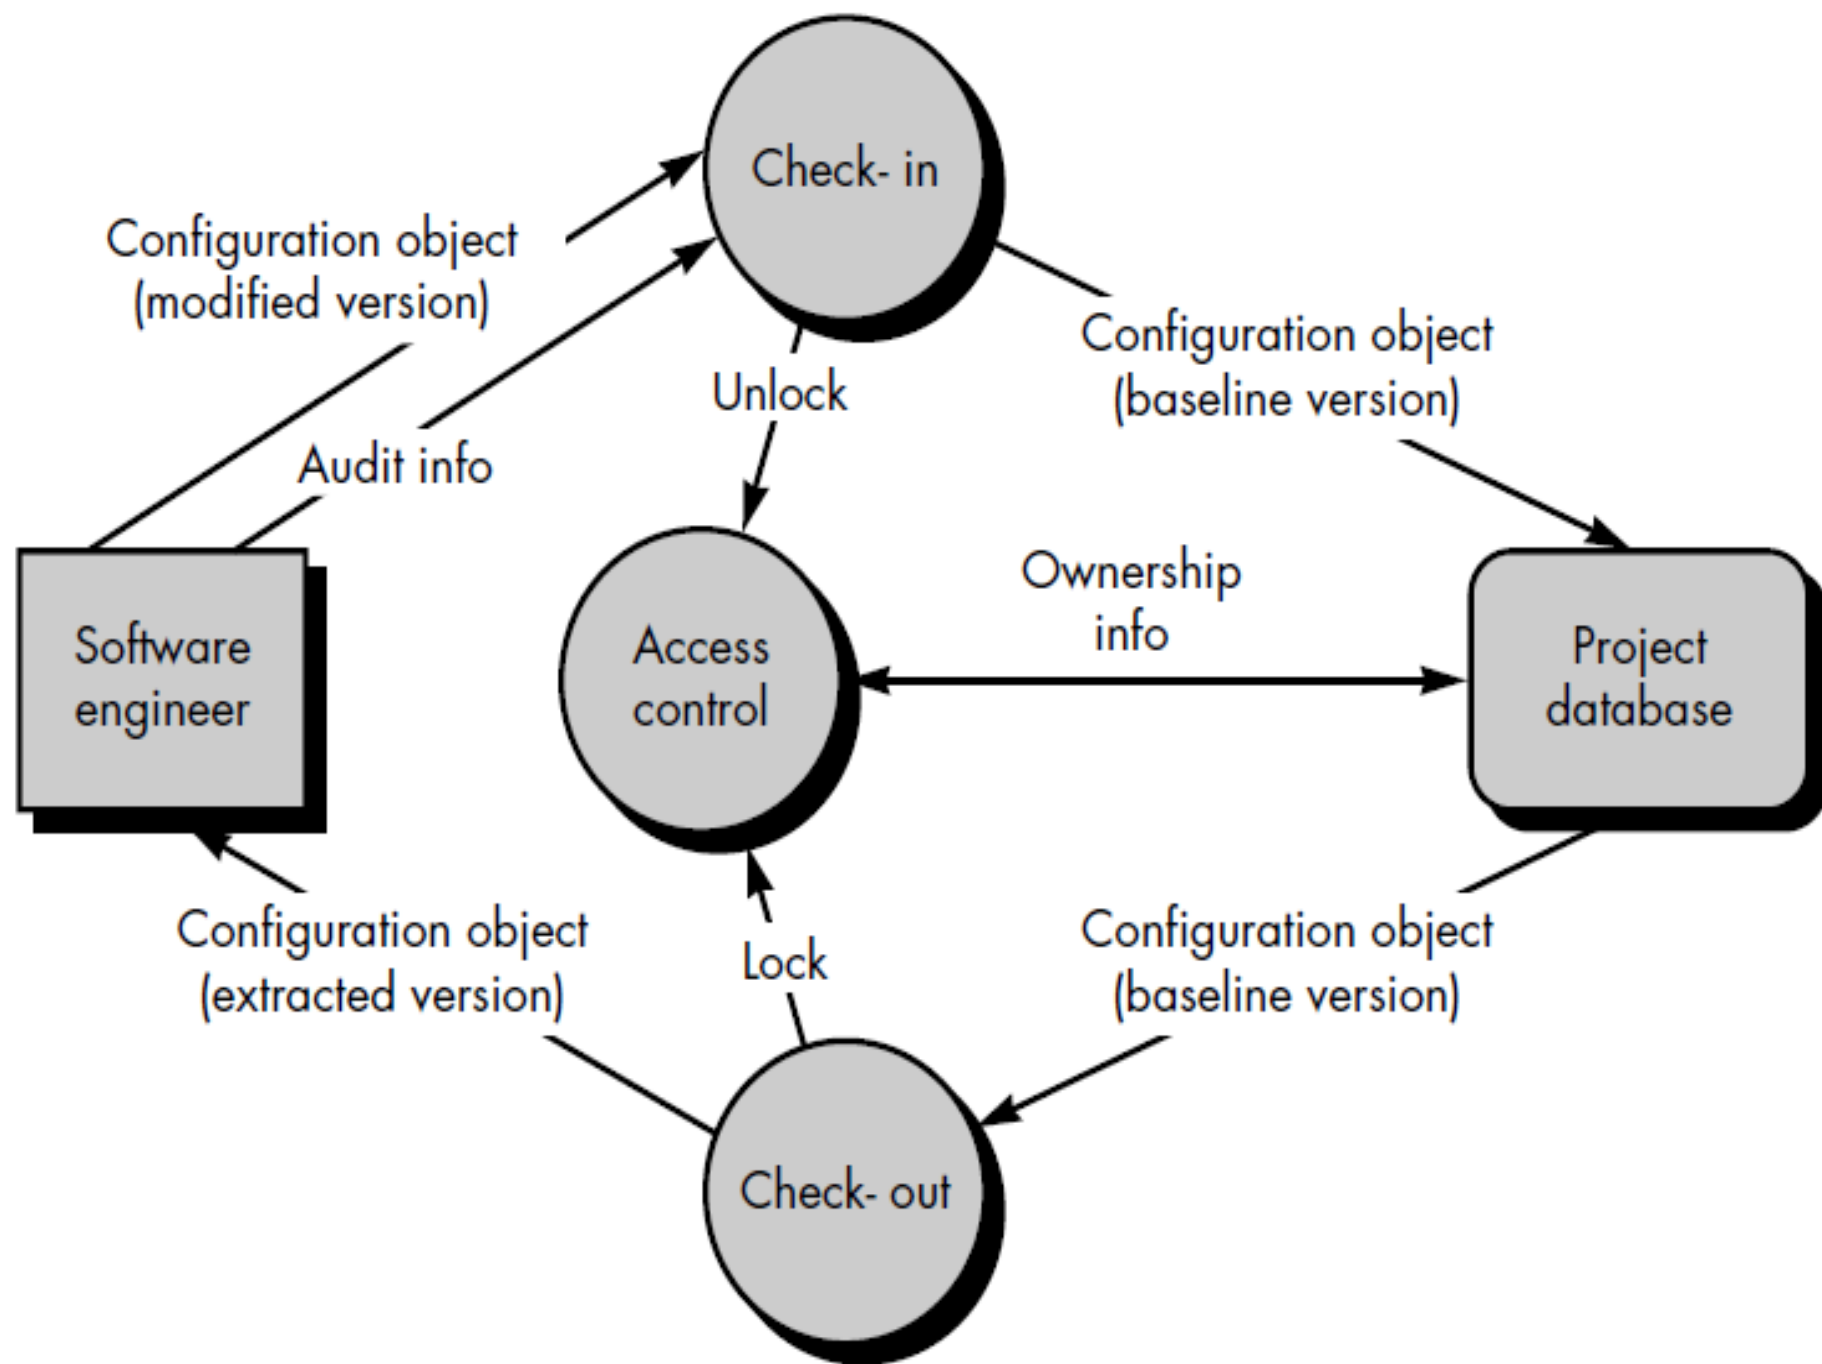 Check- in
Configuration object
(modified version)
Configuration object
(baseline version)
Unlock
Audit info
Ownership
info
Software
engineer
Access
control
Project
database
Configuration object
(extracted version)
Lock
Configuration object
(baseline version)
Check- out